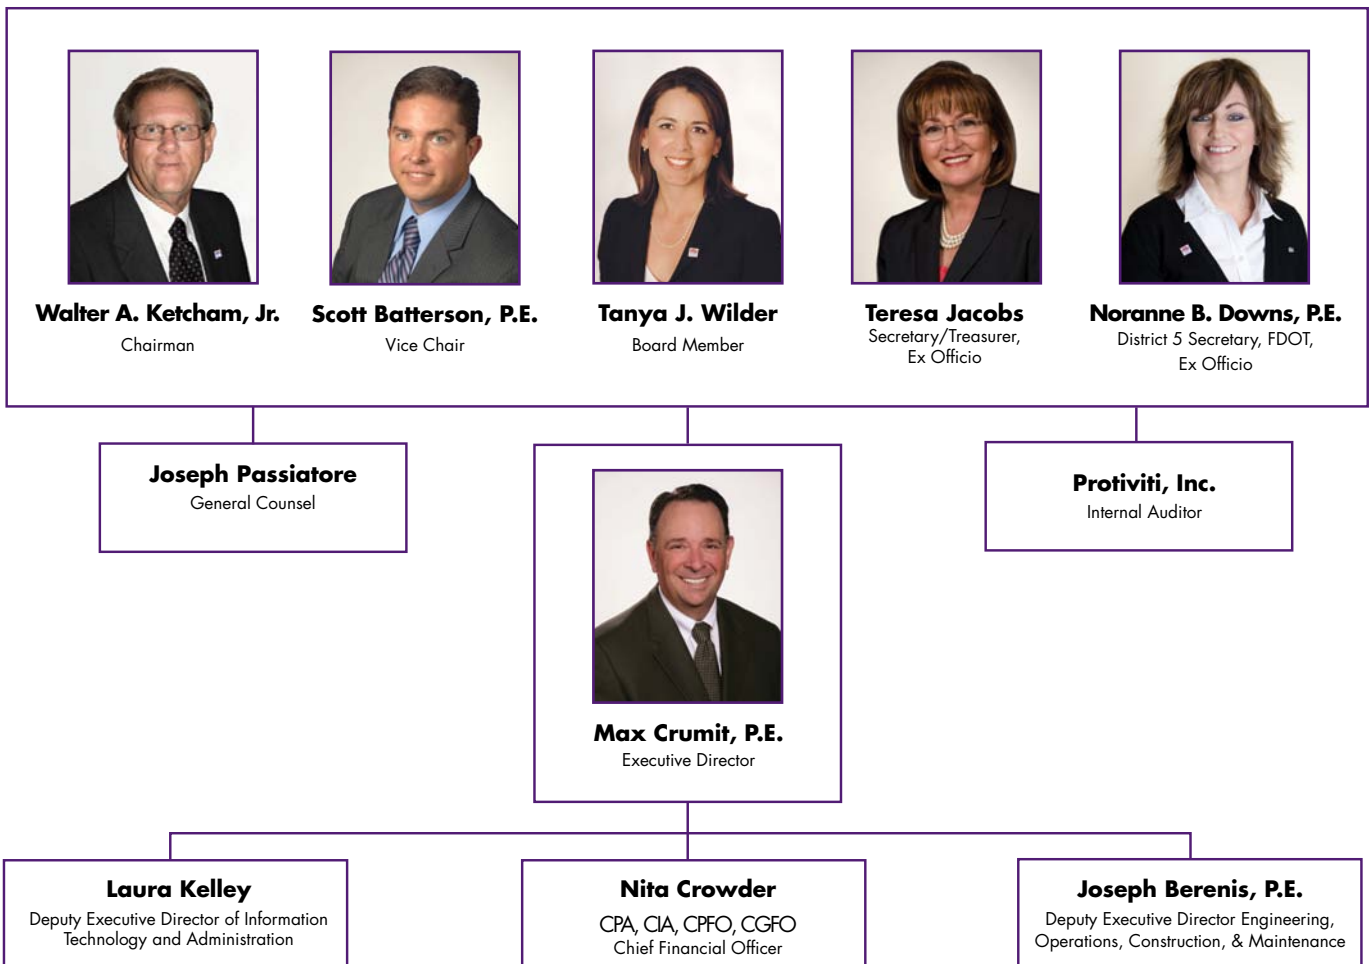 Walter A. Ketcham, Jr.
Chairman
Scott Batterson, P.E.
Vice Chair
Tanya J. Wilder
Board Member
Teresa Jacobs
Secretary/Treasurer,
Ex Officio
Noranne B. Downs, P.E.
District 5 Secretary, FDOT,
Ex Officio
Joseph Passiatore
General Counsel
Max Crumit, P.E.
Executive Director
Protiviti, Inc.
Internal Auditor
Laura Kelley
Deputy Executive Director of Information
Technology and Administration
Nita Crowder
CPA, CIA, CPFO, CGFO
Chief Financial Officer
Joseph Berenis, P.E.
Deputy Executive Director Engineering,
Operations, Construction, & Maintenance